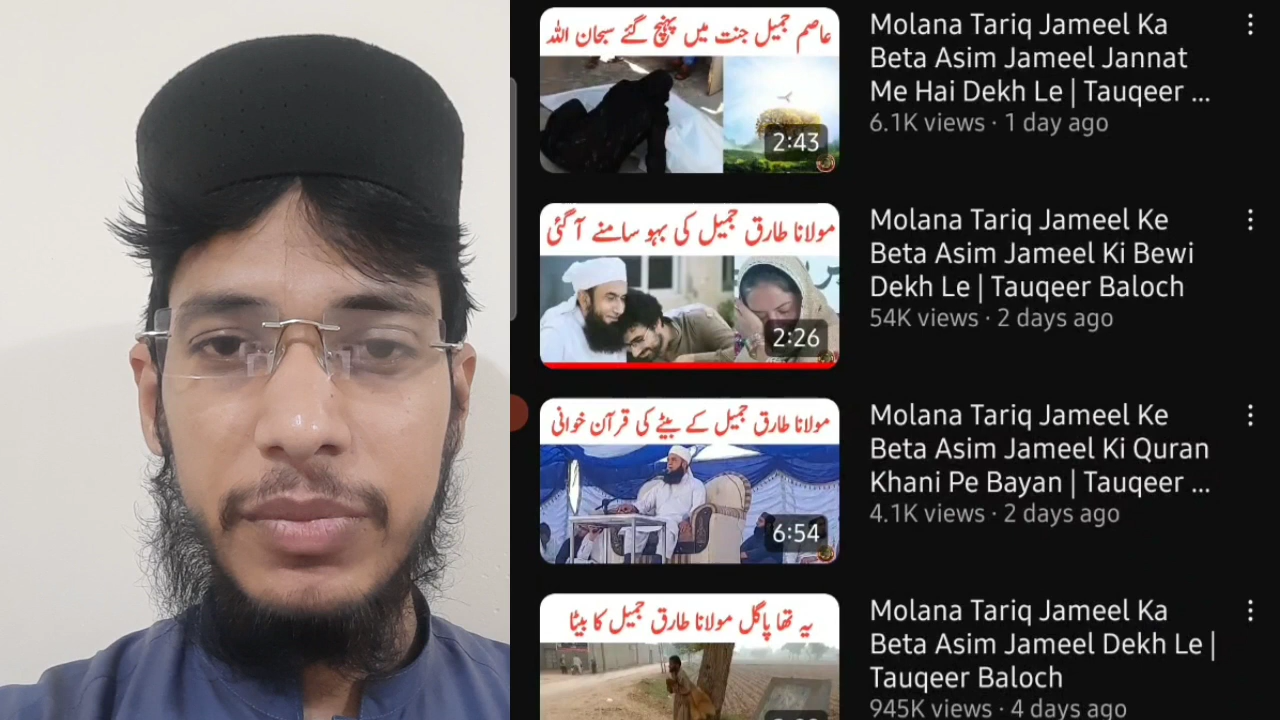 عاصم جمیل جنت میں پہنچ گئے سبحان اللہ
2:43
Molana Tariq Jameel Ka
Beta Asim Jameel Jannat
Me Hai Dekh Le | Tauqeer ...
6.1K views · 1 day ago
مولانا طارق جمیل کی بہو سامنے آ گئی
2:26
Molana Tariq Jameel Ke
Beta Asim Jameel Ki Bewi
Dekh Le | Tauqeer Baloch
54K views · 2 days ago
مولانا طارق جمیل کے بیٹے کی قرآن خوانی
6:54
Molana Tariq Jameel Ke
Beta Asim Jameel Ki Quran
Khani Pe Bayan | Tauqeer ...
4.1K views · 2 days ago
یہ تھا پاگل مولانا طارق جمیل کا بیٹا
Molana Tariq Jameel Ka
Beta Asim Jameel Dekh Le |
Tauqeer Baloch
945K views · 4 days ago